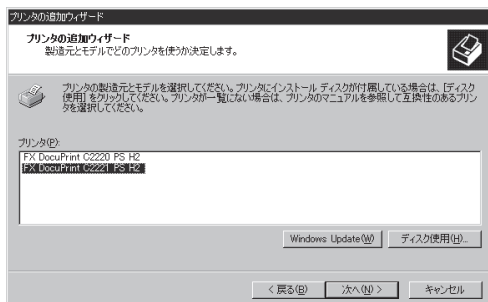 プリンタの追加ウィザード
プリンタの追加ウィザード
製造元とモデルでどのプリンタを使うか決定します。
プリンタの製造元とモデルを選択してください。プリンタにインストール ディスクが付属している場合は、[ディスク
使用] をクリックしてください。プリンタが一覧にない場合は、プリンタのマニュアルを参照して互換性のあるプリン
タを選択してください。
プリンタ(P):
FX DocuPrint C2220 PS H2
FX DocuPrint C2221 PS H2
Windows Update(W)
ディスク使用(H)...
< 戻る(B)
次へ(N) >
キャンセル